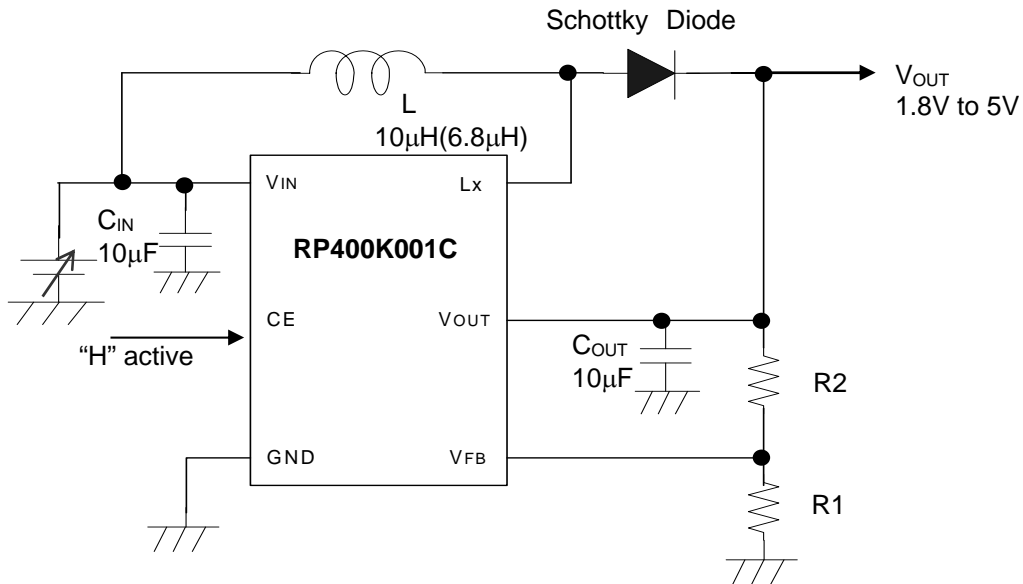 Schottky Diode
VOUT
1.8V to 5V
L
10μH(6.8μH)
VIN
Lx
CIN
10μF
RP400K001C
CE
VOUT
“H” active
COUT
10μF
R2
GND
VFB
R1